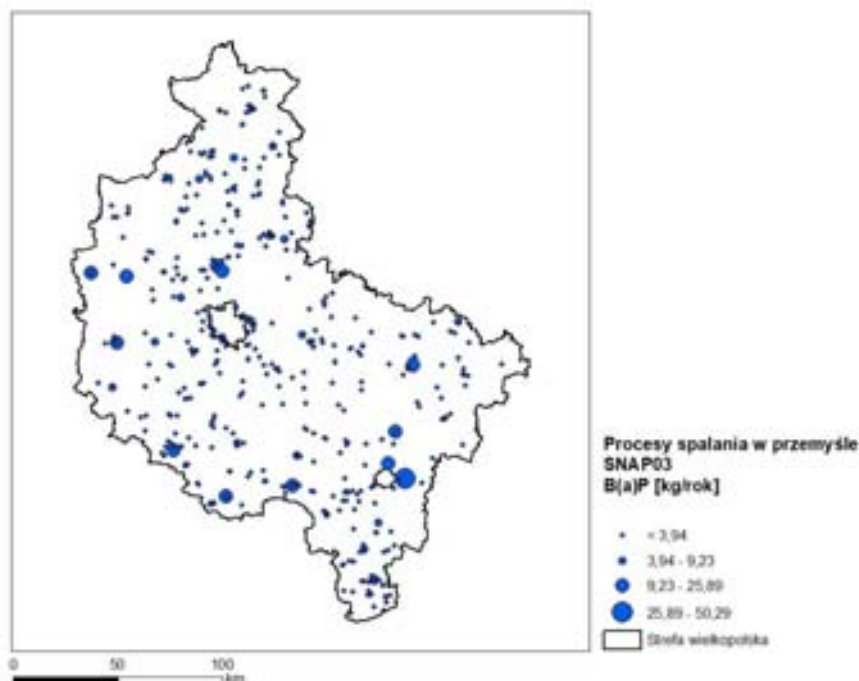 Procesy spalania w przemyśle
SNAP03
B(a)P [kg/rok]
< 3,94
3,94 - 9,23
9,23 - 25,89
25,89 - 50,29
Strefa wielkopolska
0 50 100
km